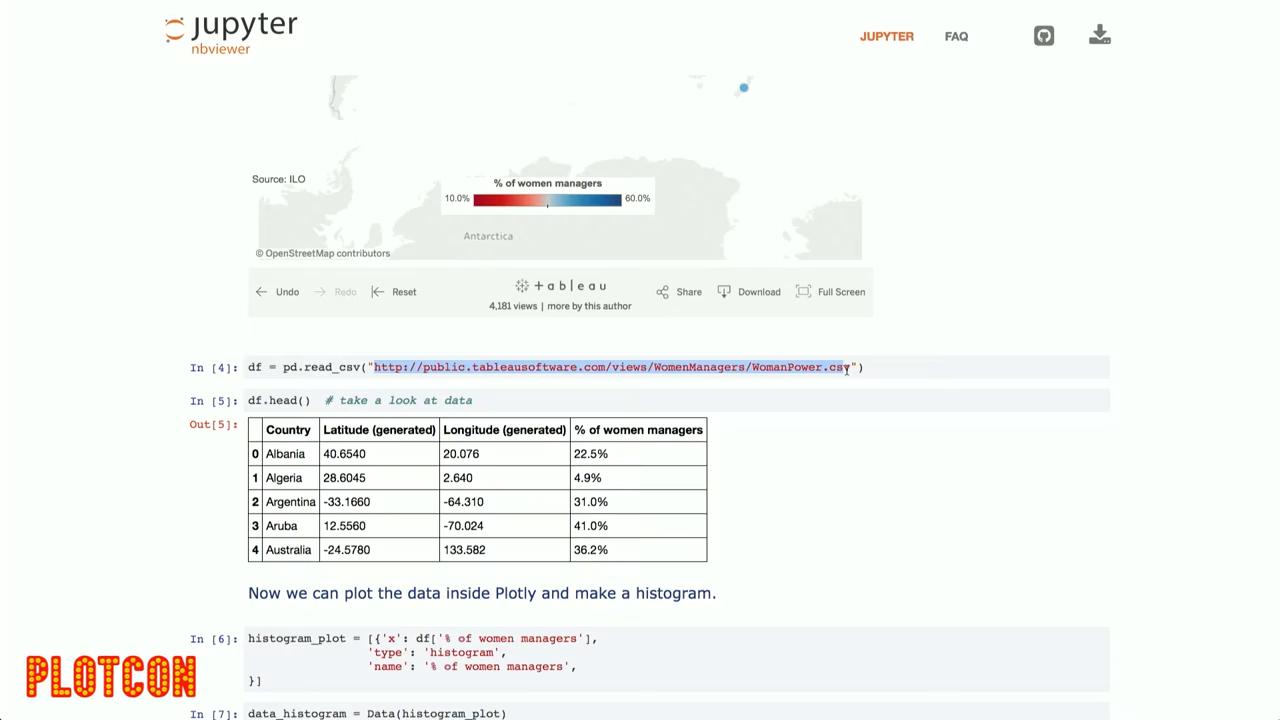 jupyter
nbviewer
JUPYTER
FAQ
Source: ILO
% of women managers
10.0%
60.0%
Antarctica
© OpenStreetMap contributors
Undo
Redo
Reset
+ a b l e a u
4,181 views | more by this author
Share
Download
Full Screen
In [4]: df = pd.read_csv("http://public.tableausoftware.com/views/WomenManagers/WomanPower.csv")
In [5]: df.head()  # take a look at data
Out[5]:
Country Latitude (generated) Longitude (generated) % of women managers
0 Albania 40.6540 20.076 22.5%
1 Algeria 28.6045 2.640 4.9%
2 Argentina -33.1660 -64.310 31.0%
3 Aruba 12.5560 -70.024 41.0%
4 Australia -24.5780 133.582 36.2%
Now we can plot the data inside Plotly and make a histogram.
In [6]: histogram_plot = [{'x': df['% of women managers'],
'type': 'histogram',
'name': '% of women managers',
}]
In [7]: data_histogram = Data(histogram_plot)
PLOTCON